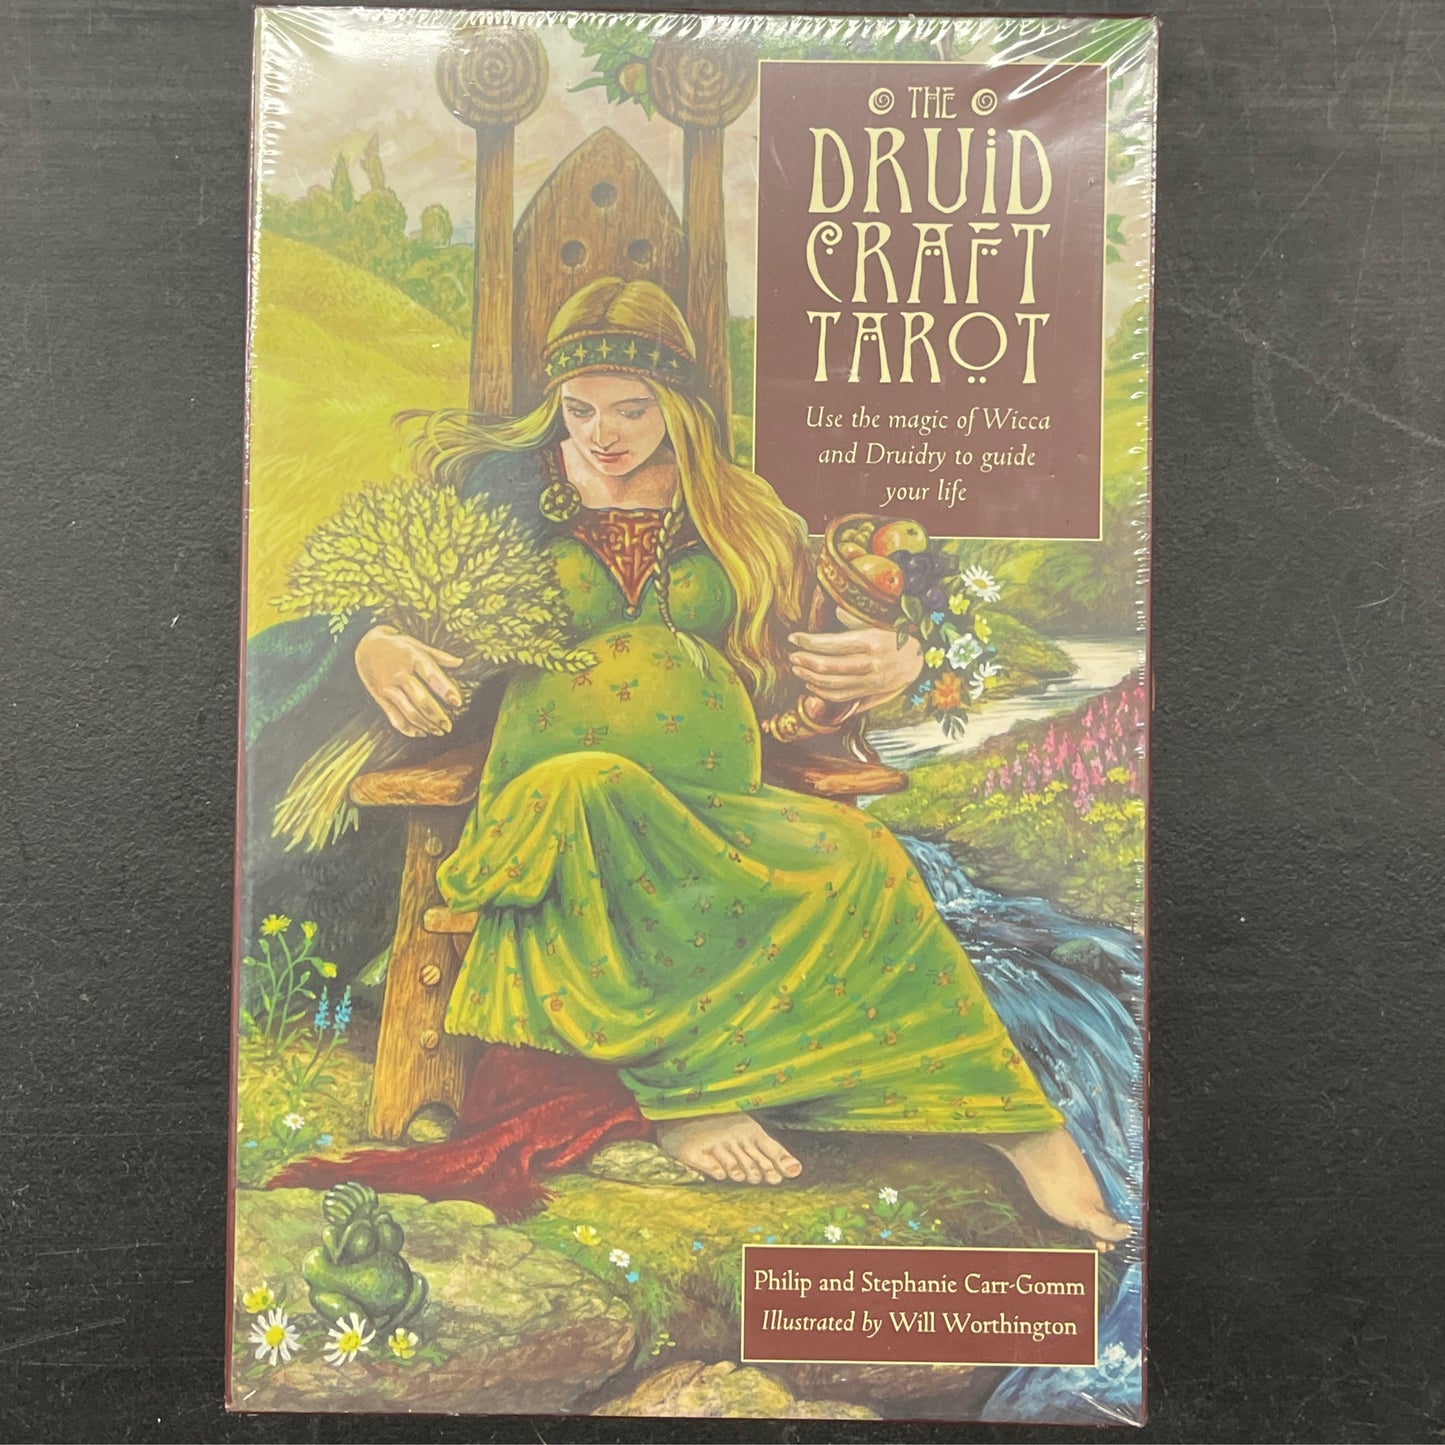 THE
DRUID
CRAFT
TAROT
Use the magic of Wicca
and Druidry to guide
your life
Philip and Stephanie Carr-Gomm
Illustrated by Will Worthington